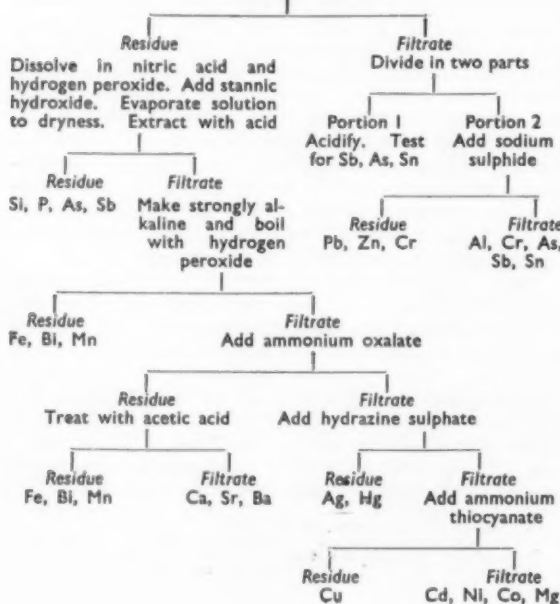 Residue
Dissolve in nitric acid and
hydrogen peroxide. Add stannic
hydroxide. Evaporate solution
to dryness. Extract with acid
Filtrate
Divide in two parts
Portion 1
Acidify. Test
for Sb, As, Sn
Portion 2
Add sodium
sulphide
Residue
Si, P, As, Sb
Filtrate
Make strongly al-
kaline and boil
with hydrogen
peroxide
Residue
Pb, Zn, Cr
Filtrate
Al, Cr, As,
Sb, Sn
Residue
Fe, Bi, Mn
Filtrate
Add ammonium oxalate
Residue
Treat with acetic acid
Filtrate
Add hydrazine sulphate
Residue
Fe, Bi, Mn
Filtrate
Ca, Sr, Ba
Residue
Ag, Hg
Filtrate
Add ammonium
thiocyanate
Residue
Cu
Filtrate
Cd, Ni, Co, Mg